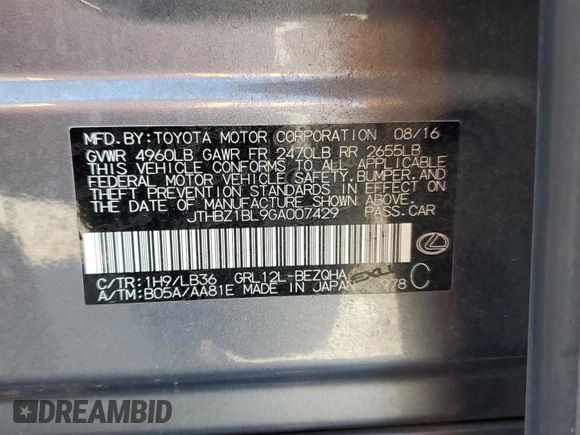 MFD. BY: TOYOTA MOTOR CORPORATION 08/16
GVWR 4960LB GAWR FR 2470LB RR 2655LB
THIS VEHICLE CONFORMS TO ALL APPLICABLE
FEDERAL MOTOR VEHICLE SAFETY, BUMPER, AND
THEFT PREVENTION STANDARDS IN EFFECT ON
THE DATE OF MANUFACTURE SHOWN ABOVE.
JTHBZ1BL9GA007429 PASS.CAR
C/TR: 1H9/LB36 GRL12L-BEZQHA
A/TM: B05A/AA81E MADE IN JAPAN 978 C
DREAMBID